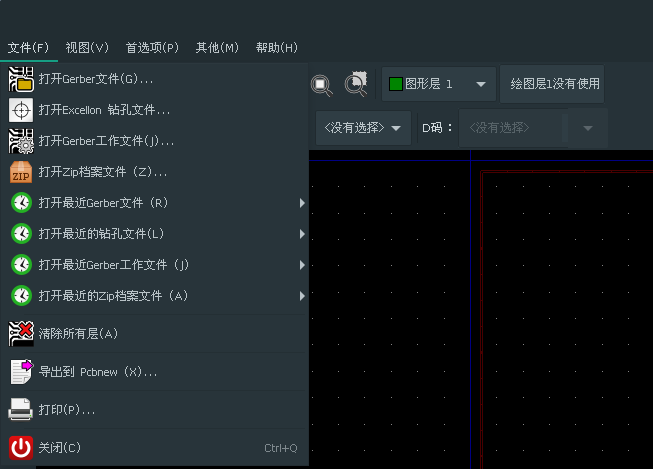 文件(F) 视图(V) 首选项(P) 其他(M) 帮助(H)
打开Gerber文件(G)...
打开Excellon 钻孔文件...
打开Gerber工作文件(J)...
ZIP 打开Zip档案文件（Z）...
打开最近Gerber文件（R）
打开最近的钻孔文件(L)
打开最近Gerber工作文件（J）
打开最近的Zip档案文件（A）
清除所有层(A)
导出到 Pcbnew（X）...
打印(P)...
关闭(C) Ctrl+Q
图形层 1 绘图层1没有使用
<没有选择> D码： <没有选择>